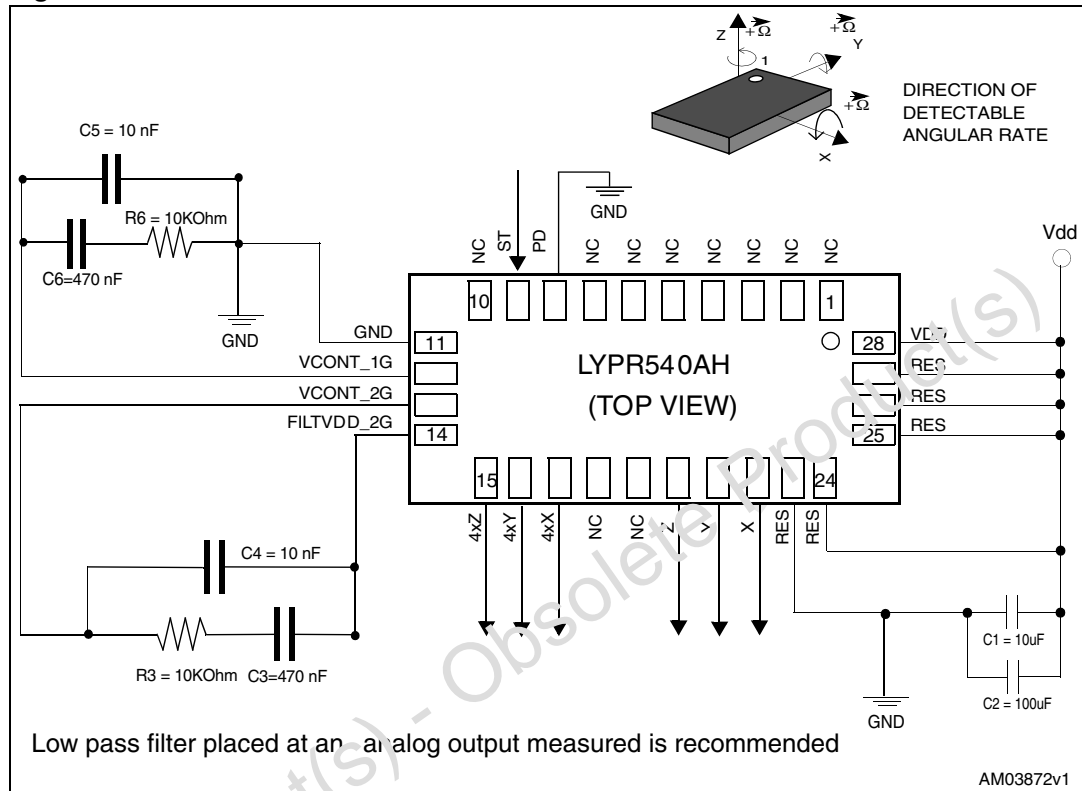 Z
+Ω
1
+Ω
Y
+Ω
X
DIRECTION OF
DETECTABLE
ANGULAR RATE
C5 = 10 nF
R6 = 10KOhm
C6=470 nF
GND
GND
NC
ST
PD
NC
NC
NC
NC
NC
NC
Vdd
10
1
GND
11
28
VDD
VCONT_1G
RES
VCONT_2G
RES
FILTVDD_2G
14
25
RES
LYPR540AH
(TOP VIEW)
15
24
4xZ
4xY
4xX
NC
NC
Z
Y
X
RES
RES
C4 = 10 nF
R3 = 10KOhm
C3=470 nF
C1 = 10uF
C2 = 100uF
GND
Low pass filter placed at an analog output measured is recommended
AM03872v1
t(s) - Obsolete Product(s)